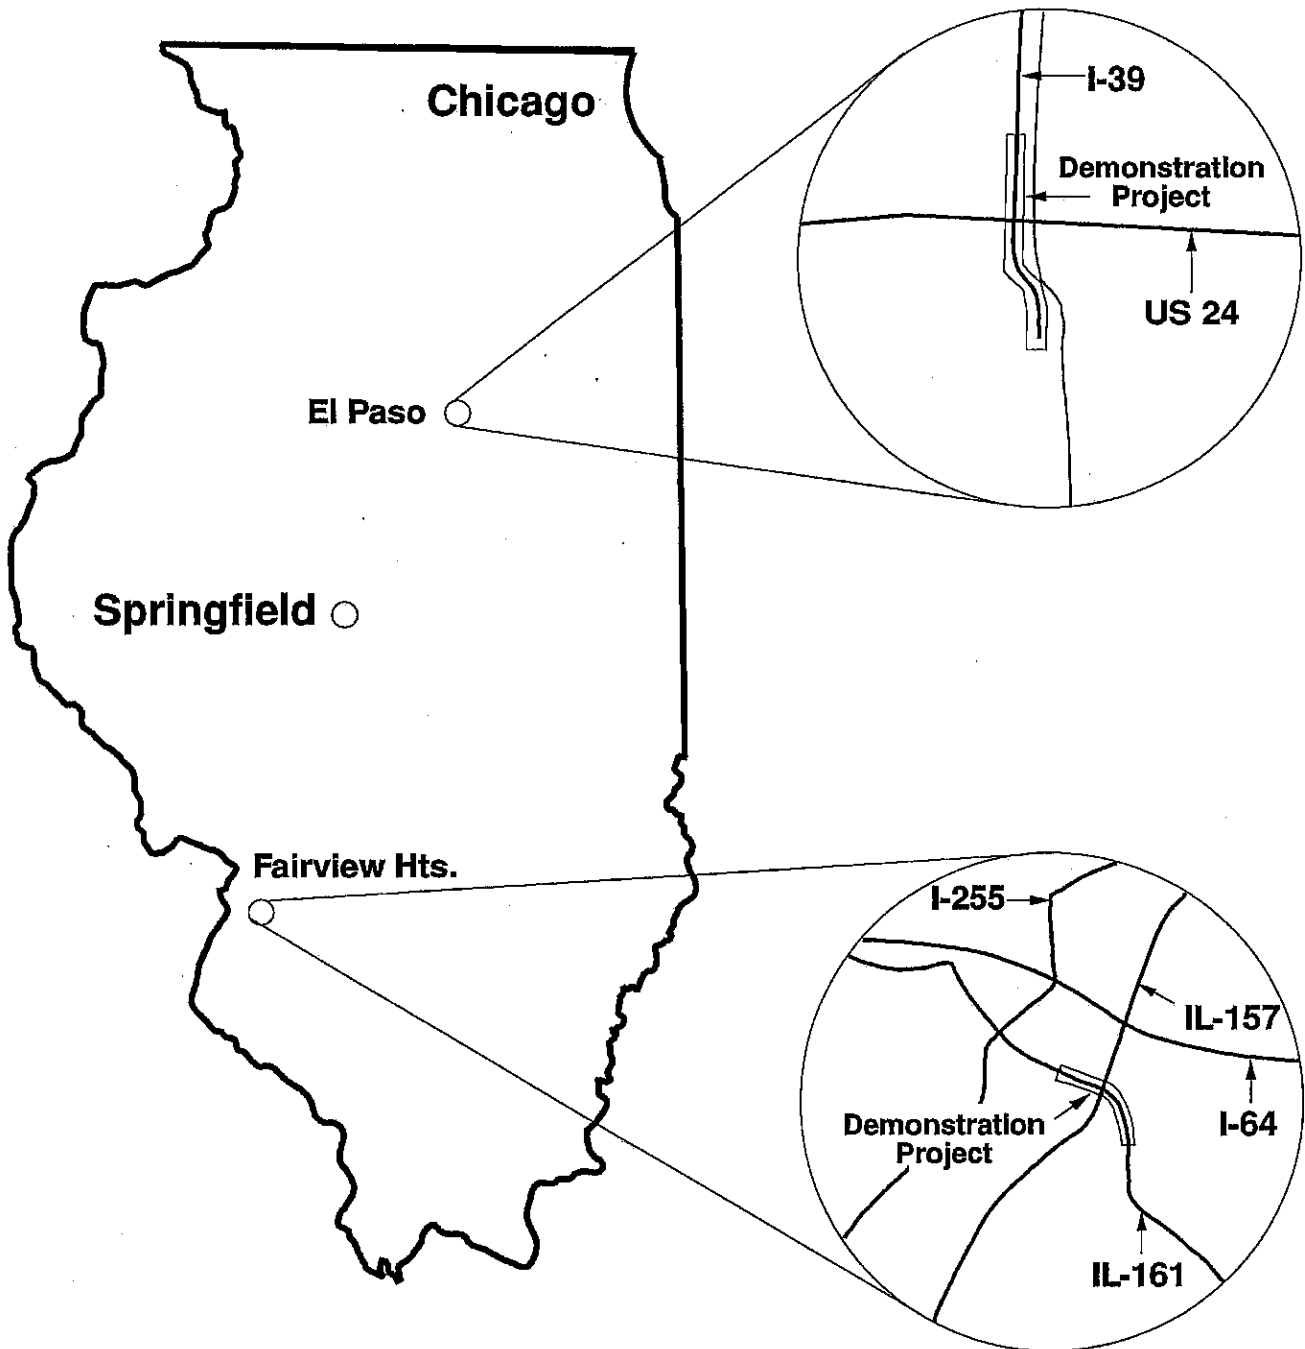 Chicago
I-39
Demonstration
Project
US 24
El Paso
Springfield
Fairview Hts.
I-255
IL-157
Demonstration
Project
I-64
IL-161